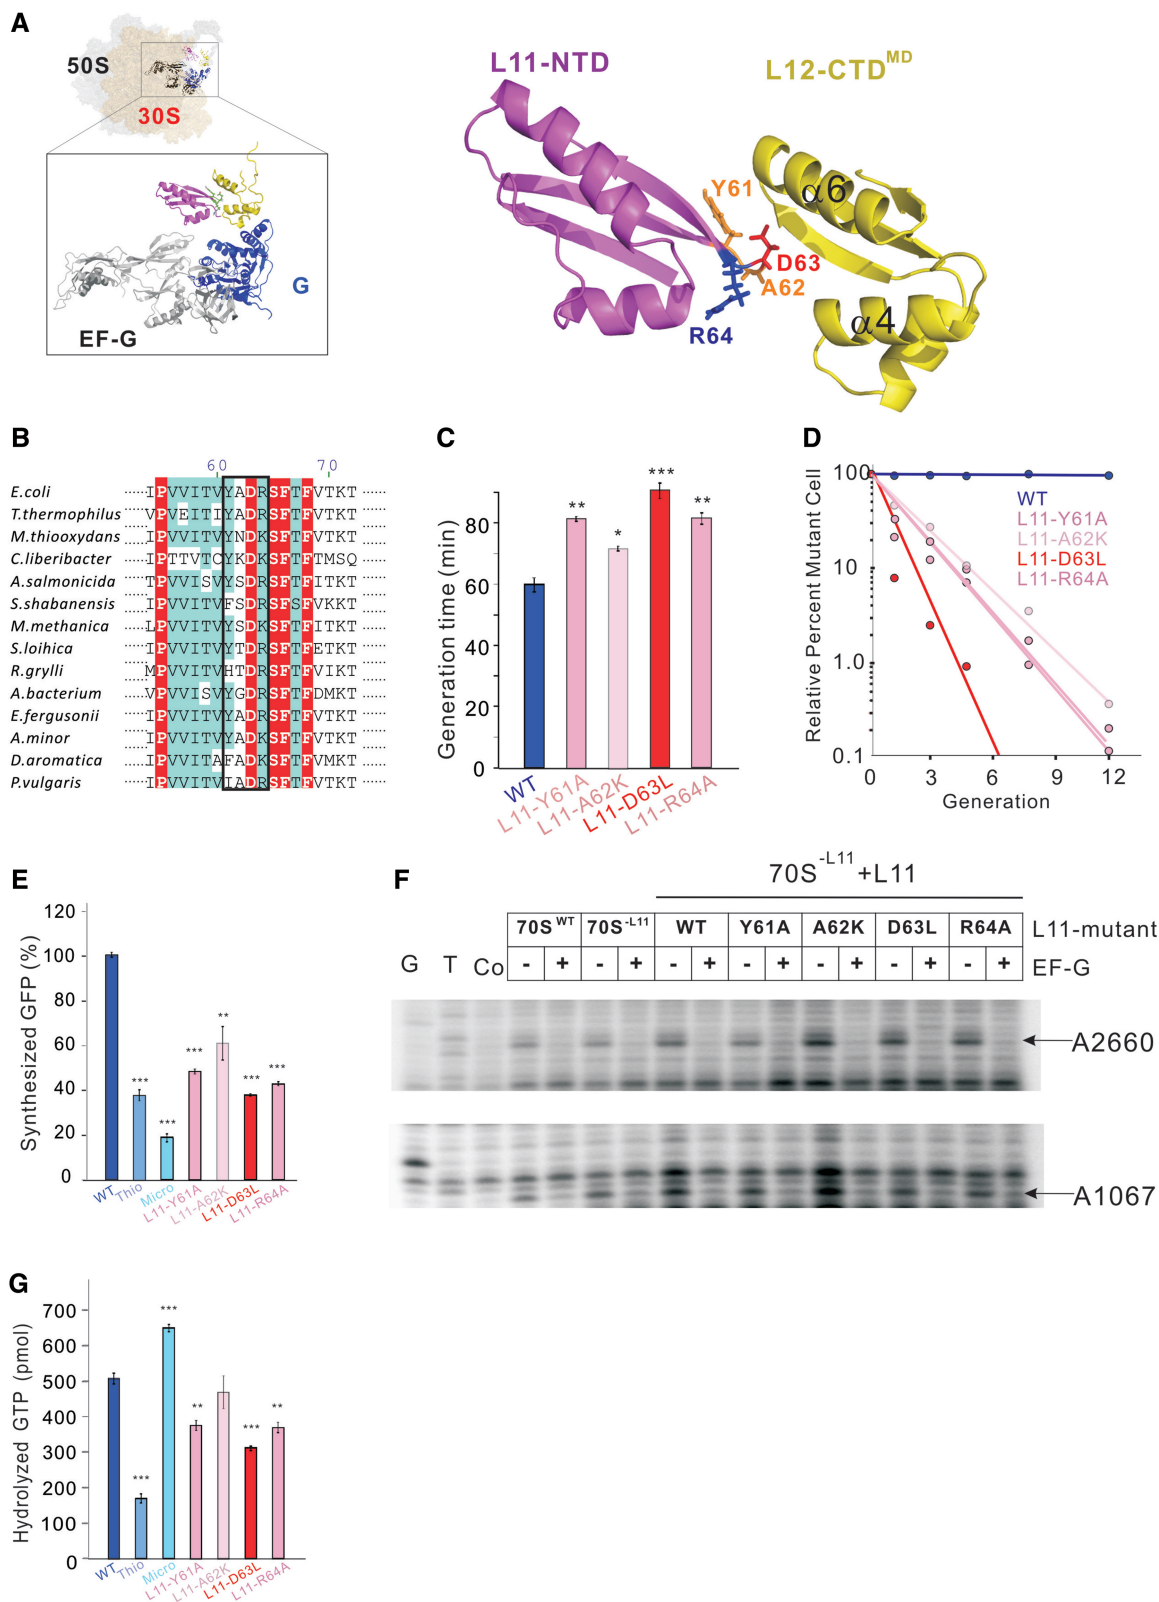 A
50S
30S
EF-G
G
L11-NTD
L12-CTD^MD
Y61
D63
A62
R64
α6
α4
B
60 70
E.coli ······IPVVITVYADRSFTFVTKT······
T.thermophilus ······VPVEITIYADRSFTFVTKT······
M.thiooxydans ······IPVVITVYNDKSFTFVTKT······
C.liberibacter ······IPTTVTCYKDKSFTFTMSQ······
A.salmonicida ······TPVVISVYSDRSFTFITKT······
S.shabanensis ······IPVVITVFSDRSFSFVKKT······
M.methanica ······LPVVITVYSDRSFTFITKT······
S.loihica ······IPVVITVYTDRSFTFETKT······
R.grylli ······MPVVITVHTDRSFTFVIKT······
A.bacterium ······VPVVISVYGDRSFTFDMKT······
E.fergusonii ······IPVVITVYADRSFTFVTKT······
A.minor ······IPVVITVYADKSFTFVTKT······
D.aromatica ······IPVVITAFADKSFTFVMKT······
P.vulgaris ······IPVVITVIADRSFTFVTKT······
C
Generation time (min)
80
60
40
20
0
**
*
***
**
WT
L11-Y61A
L11-A62K
L11-D63L
L11-R64A
D
Relative Percent Mutant Cell
100
10
1.0
0.1
0 3 6 9 12
Generation
WT
L11-Y61A
L11-A62K
L11-D63L
L11-R64A
E
Synthesized GFP (%)
120
100
80
60
40
20
0
***
***
***
**
***
***
WT
Thio
Micro
L11-Y61A
L11-A62K
L11-D63L
L11-R64A
F
70S^-L11+L11
70S^WT 70S^-L11 WT Y61A A62K D63L R64A L11-mutant
G T Co - + - + - + - + - + - + - + EF-G
A2660
A1067
G
Hydrolyzed GTP (pmol)
700
600
500
400
300
200
100
0
***
***
**
***
**
WT
Thio
Micro
L11-Y61A
L11-A62K
L11-D63L
L11-R64A